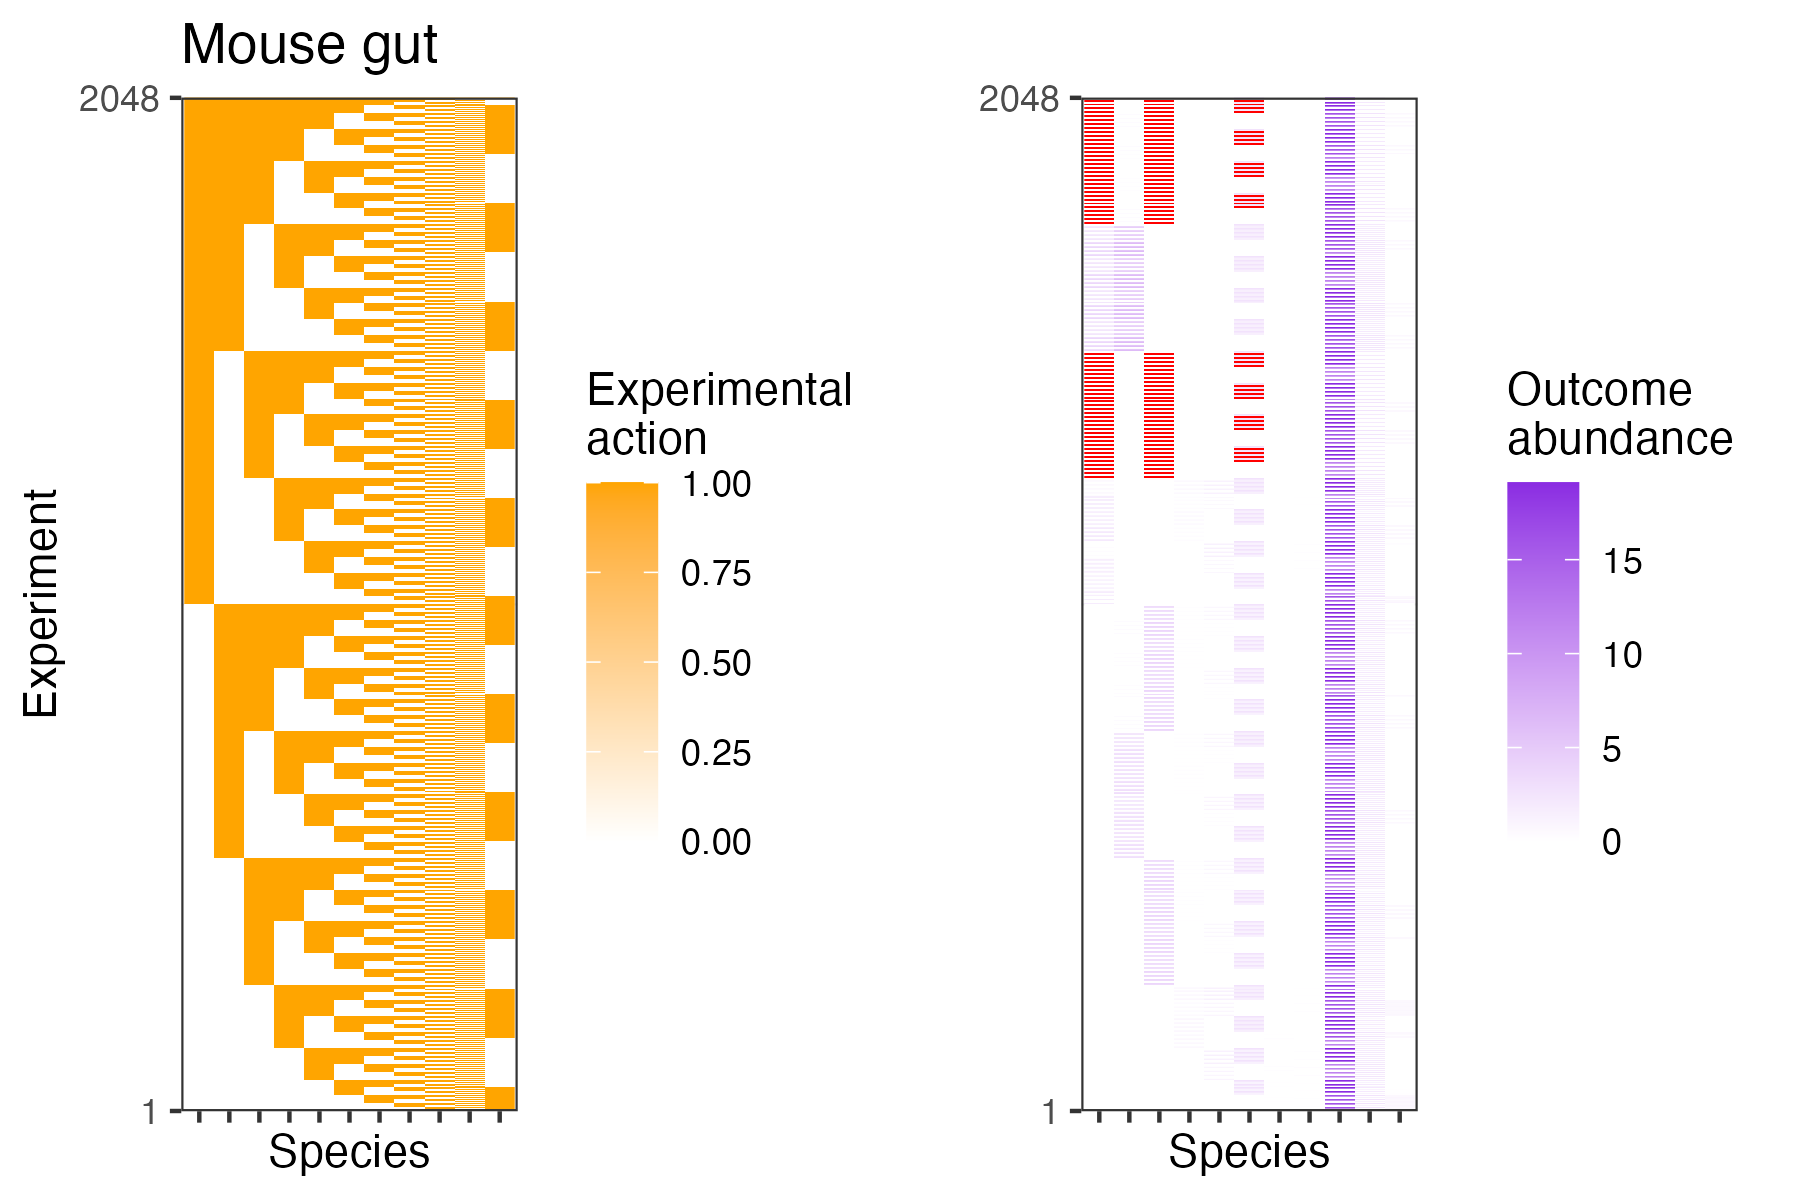 Mouse gut
2048
1
Experiment
Species
Experimental
action
1.00
0.75
0.50
0.25
0.00
2048
1
Species
Outcome
abundance
15
10
5
0